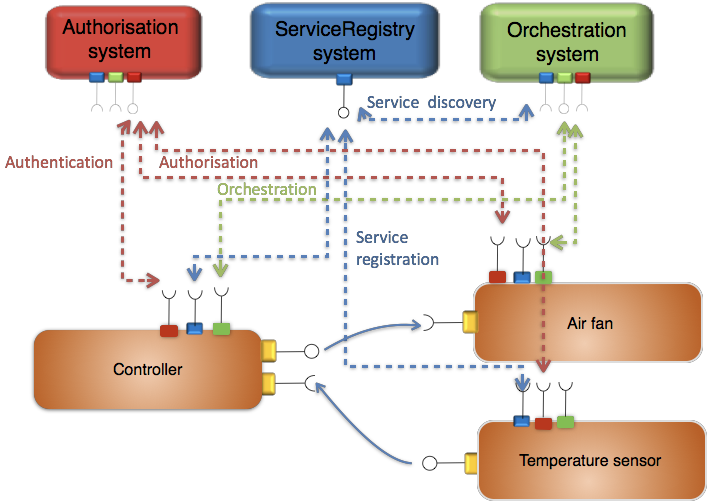 Authorisation
system
ServiceRegistry
system
Orchestration
system
Service discovery
Authentication
Authorisation
Orchestration
Service
registration
Air fan
Controller
Temperature sensor